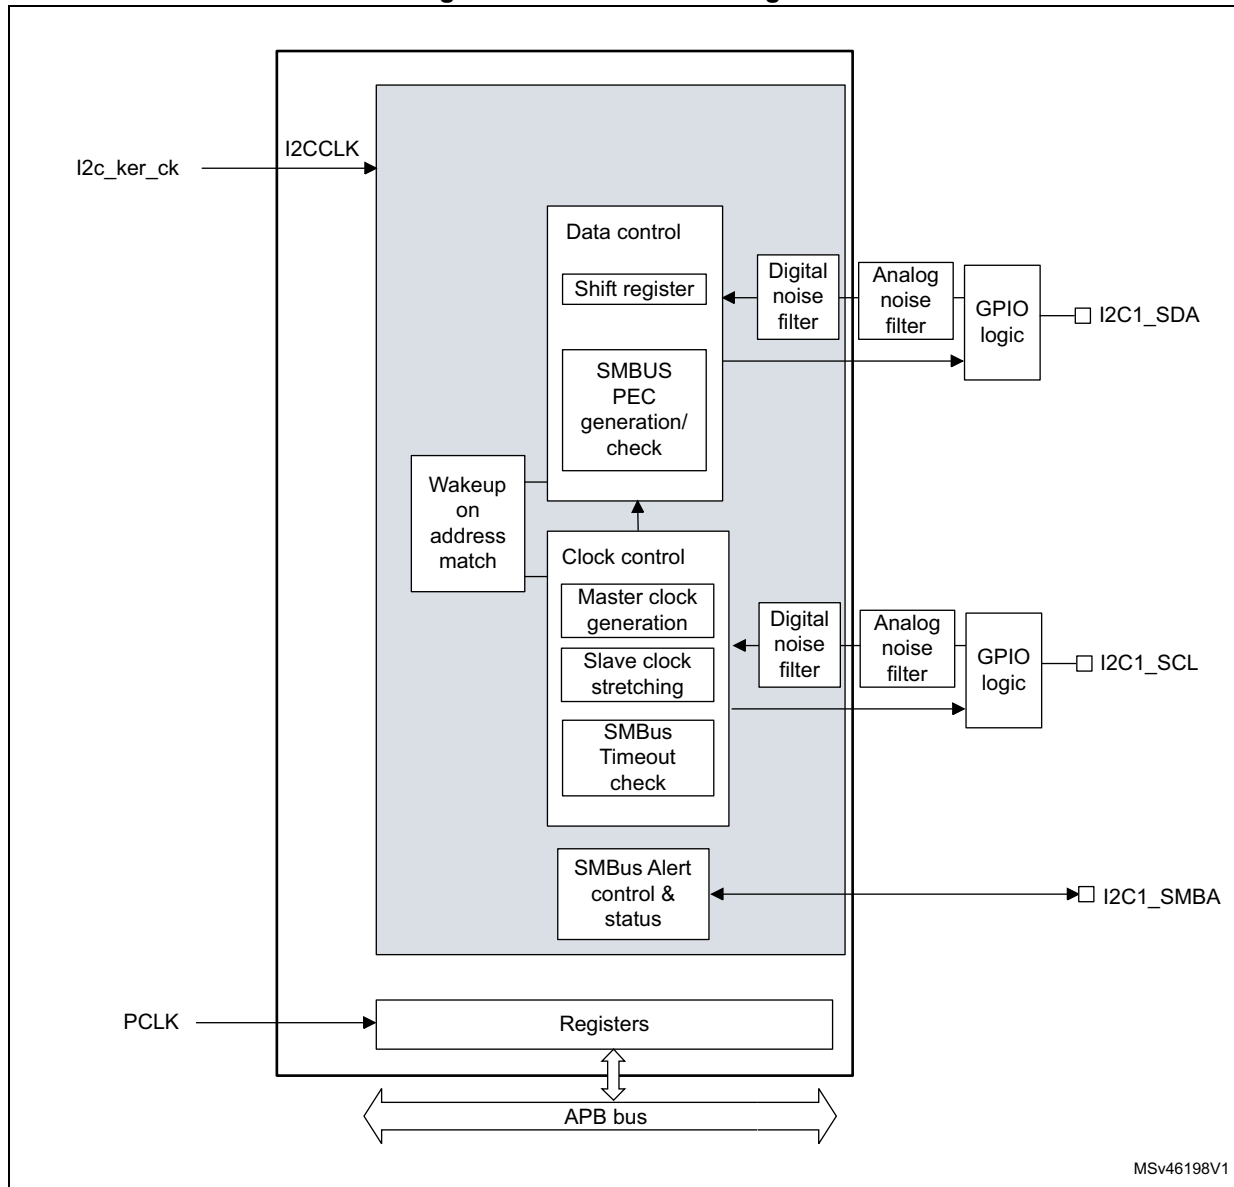 I2CCLK
I2c_ker_ck
Data control
Shift register
SMBUS
PEC
generation/
check
Digital
noise
filter
Analog
noise
filter
GPIO
logic
I2C1_SDA
Wakeup
on
address
match
Clock control
Master clock
generation
Slave clock
stretching
SMBus
Timeout
check
Digital
noise
filter
Analog
noise
filter
GPIO
logic
I2C1_SCL
SMBus Alert
control &
status
I2C1_SMBA
PCLK
Registers
APB bus
MSv46198V1